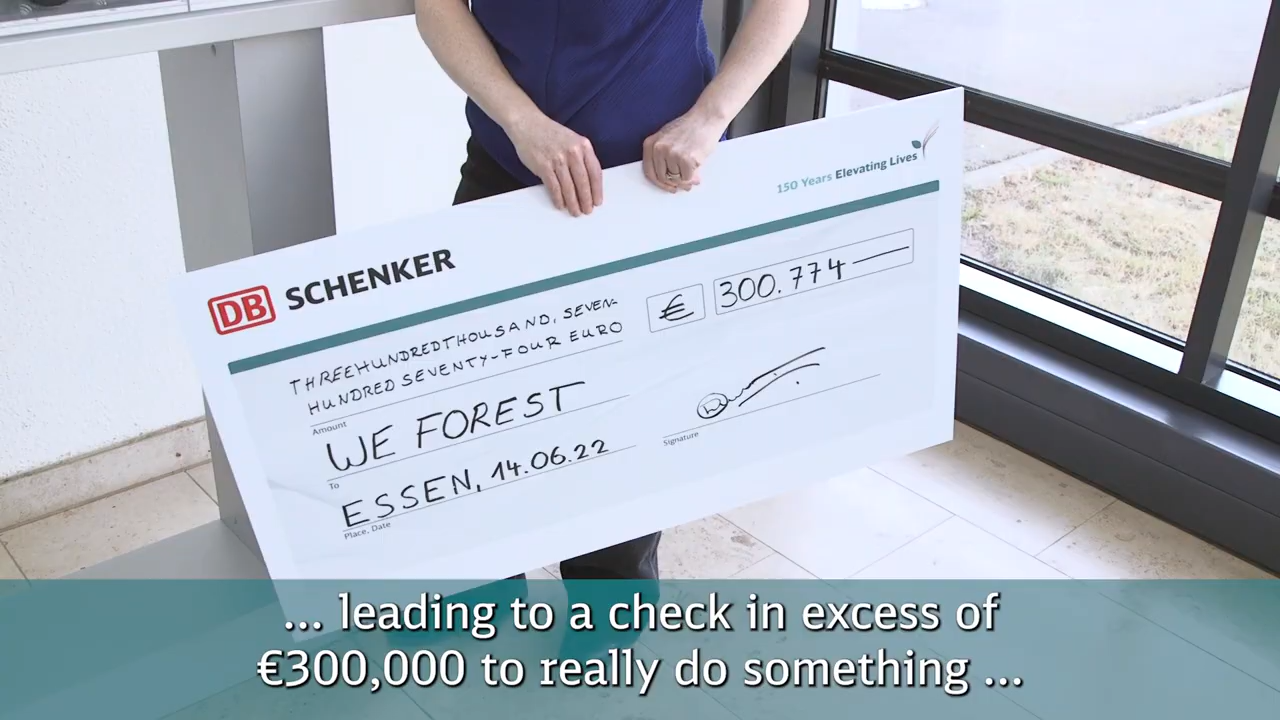 150 Years Elevating Lives
DB SCHENKER
THREEHUNDREDTHOUSAND, SEVEN-
HUNDRED SEVENTY-FOUR EURO
€ 300.774
Amount
WE FOREST
To
ESSEN, 14.06.22
Place, Date
Signature
... leading to a check in excess of
€300,000 to really do something ...